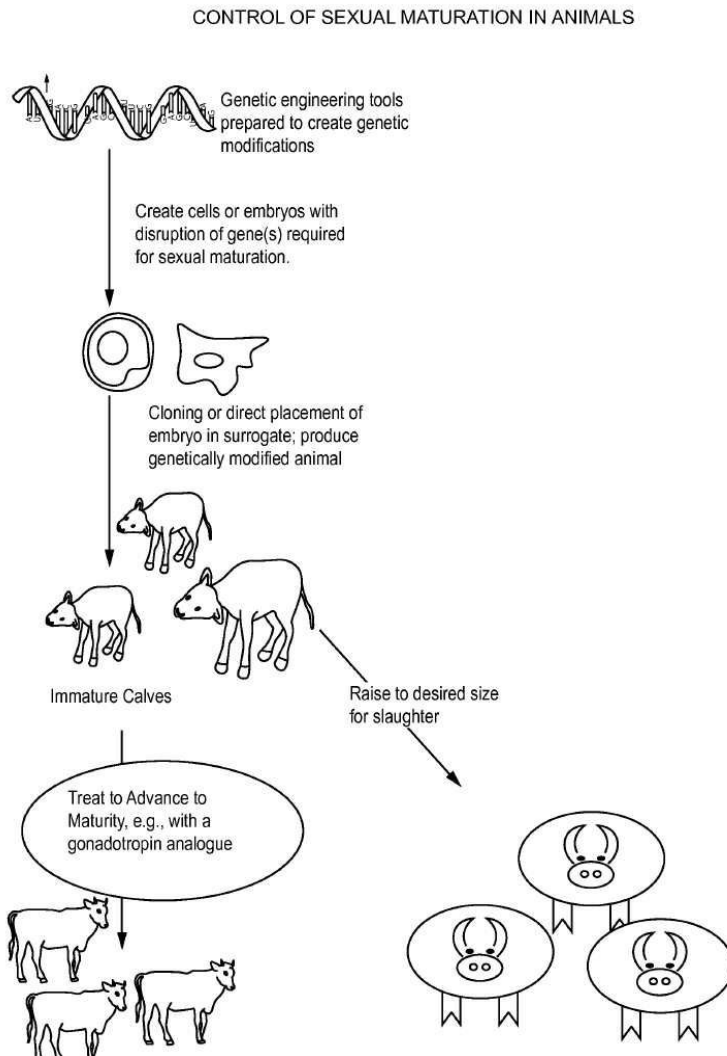 CONTROL OF SEXUAL MATURATION IN ANIMALS
Genetic engineering tools
prepared to create genetic
modifications
Create cells or embryos with
disruption of gene(s) required
for sexual maturation.
Cloning or direct placement of
embryo in surrogate; produce
genetically modified animal
Immature Calves
Raise to desired size
for slaughter
Treat to Advance to
Maturity, e.g., with a
gonadotropin analogue